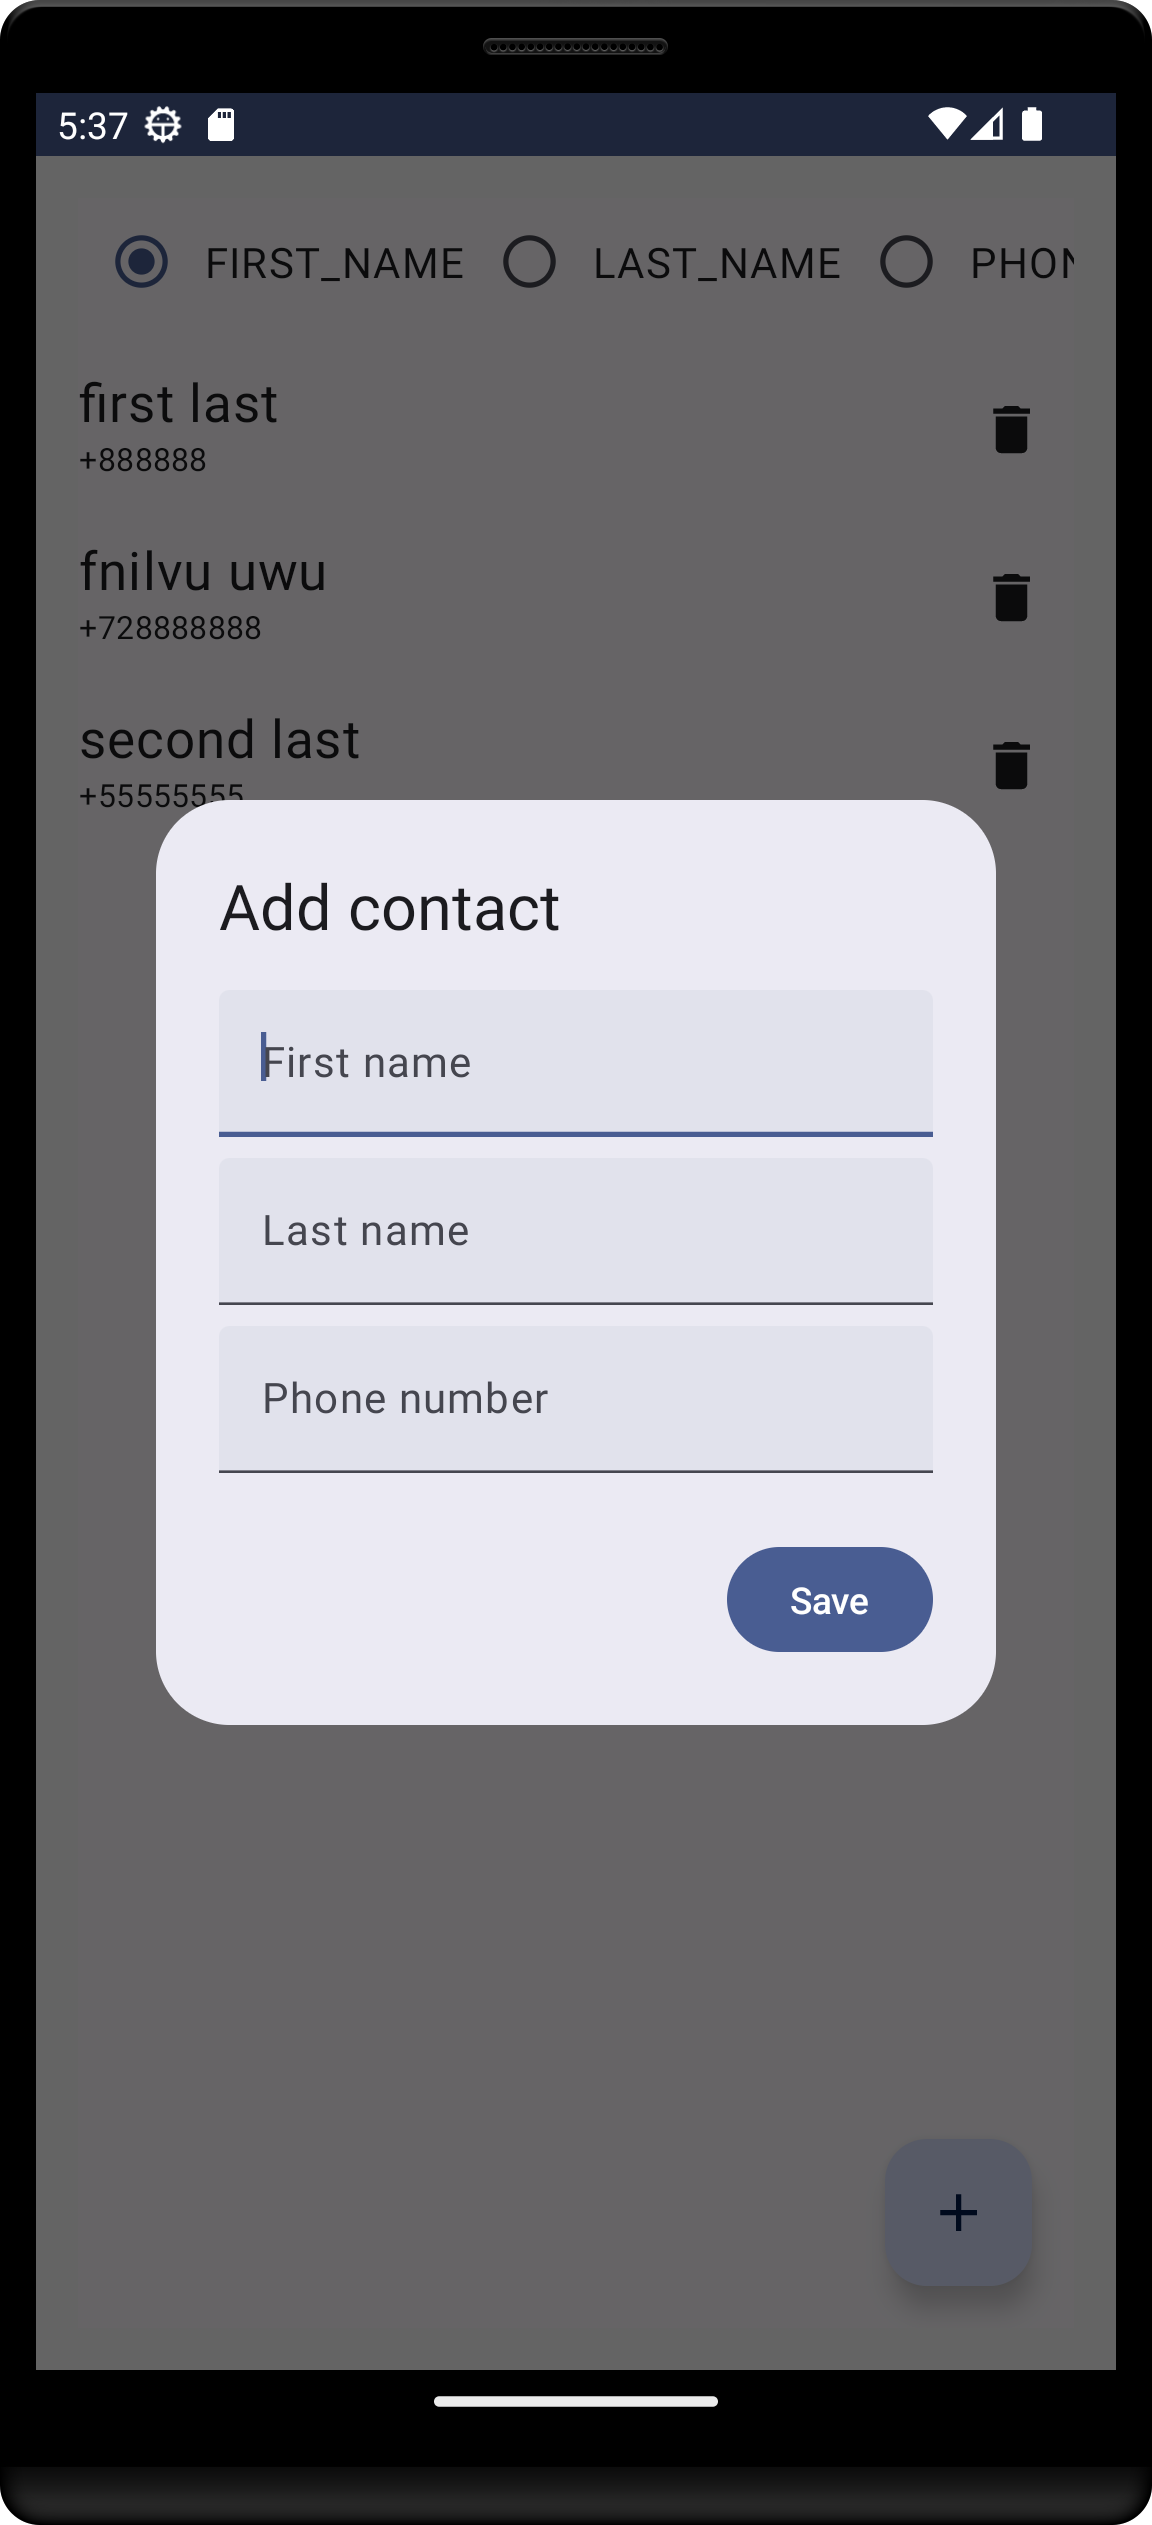 5:37
FIRST_NAME LAST_NAME PHON
first last
+888888
fnilvu uwu
+728888888
second last
+55555555
Add contact
First name
Last name
Phone number
Save